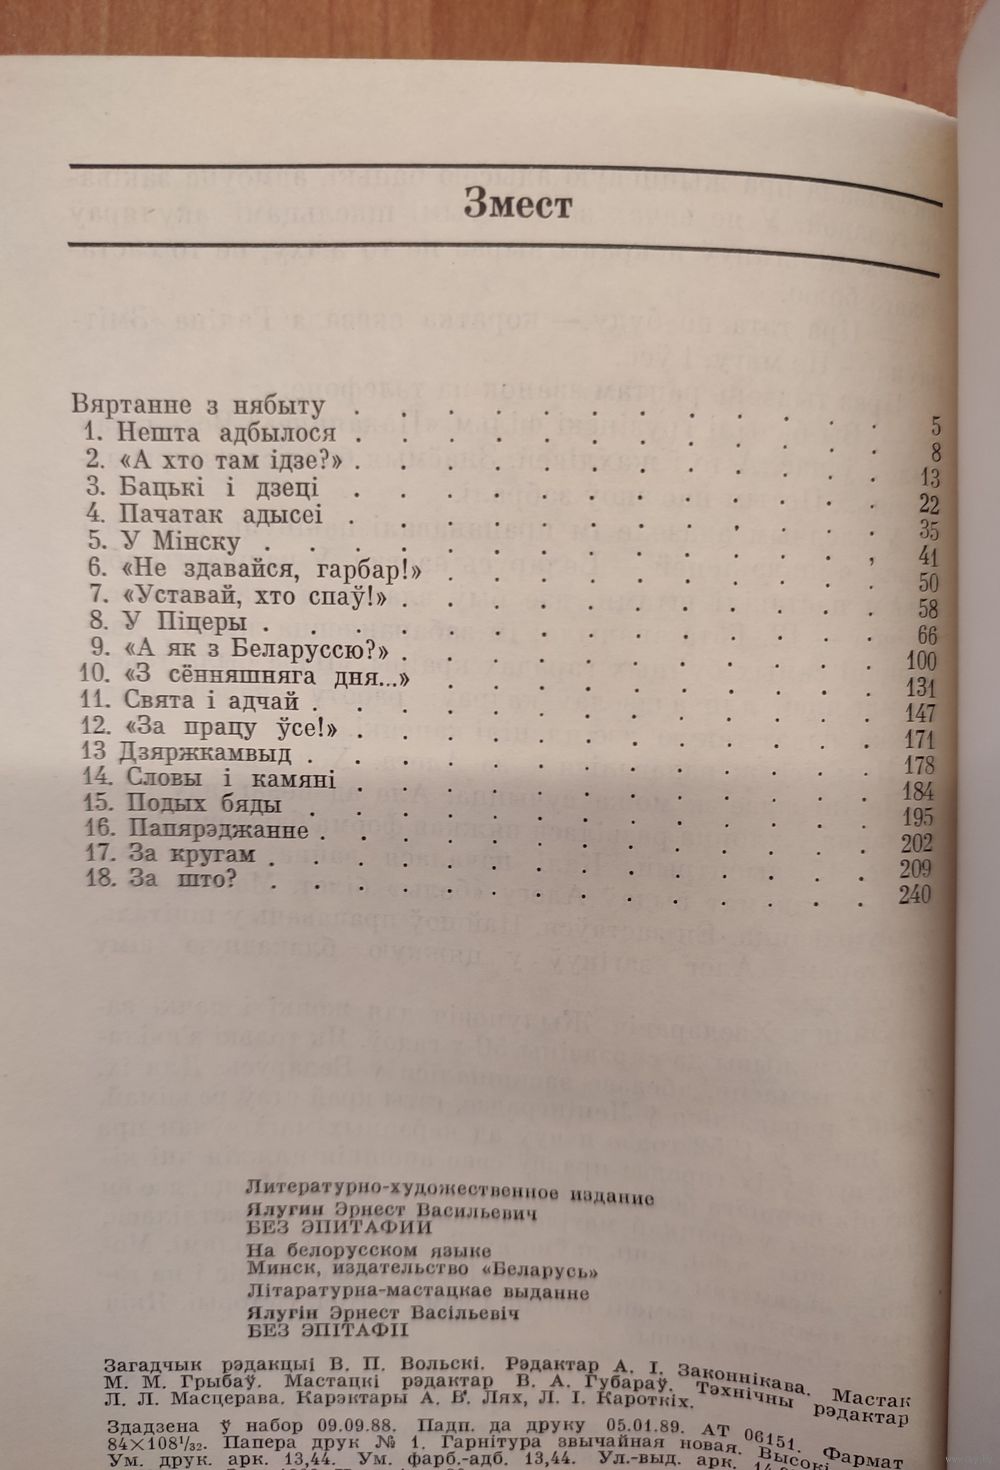 Змест
Вяртанне з нябыту . . . . . . . . . 5
1. Нешта адбылося . . . . . . . . . 8
2. «А хто там ідзе?» . . . . . . . . . 13
3. Бацькі і дзеці . . . . . . . . . 22
4. Пачатак адысеі . . . . . . . . . 35
5. У Мінску . . . . . . . . . . 41
6. «Не здавайся, гарбар!» . . . . . . . 50
7. «Уставай, хто спаў!» . . . . . . . . 58
8. У Піцеры . . . . . . . . . . 66
9. «А як з Беларуссю?» . . . . . . . . 100
10. «З сённяшняга дня...» . . . . . . . 131
11. Свята і адчай . . . . . . . . . 147
12. «За працу ўсе!» . . . . . . . . . 171
13 Дзяржкамвыд . . . . . . . . . 178
14. Словы і камяні . . . . . . . . . 184
15. Подых бяды . . . . . . . . . 195
16. Папярэджанне . . . . . . . . . 202
17. За кругам . . . . . . . . . . 209
18. За што? . . . . . . . . . . 240
Литературно-художественное издание
Ялугин Эрнест Васильевич
БЕЗ ЭПИТАФИИ
На белорусском языке
Минск, издательство «Беларусь»
Літаратурна-мастацкае выданне
Ялугін Эрнест Васільевіч
БЕЗ ЭПІТАФІІ
Загадчык рэдакцыі В. П. Вольскі. Рэдактар А. І. Законнікава. Мастак
М. М. Грыбаў. Мастацкі рэдактар В. А. Губараў. Тэхнічны рэдактар
Л. Л. Масцерава. Карэктары А. В. Лях, Л. І. Кароткіх.
Здадзена ў набор 09.09.88. Падп. да друку 05.01.89. АТ 06151. Фармат
84×108¹/₃₂. Папера друк № 1. Гарнітура звычайная новая. Высокі
Ум. друк. арк. 13,44. Ум. фарб.-адб. 13,44. Ул.-выд. арк.